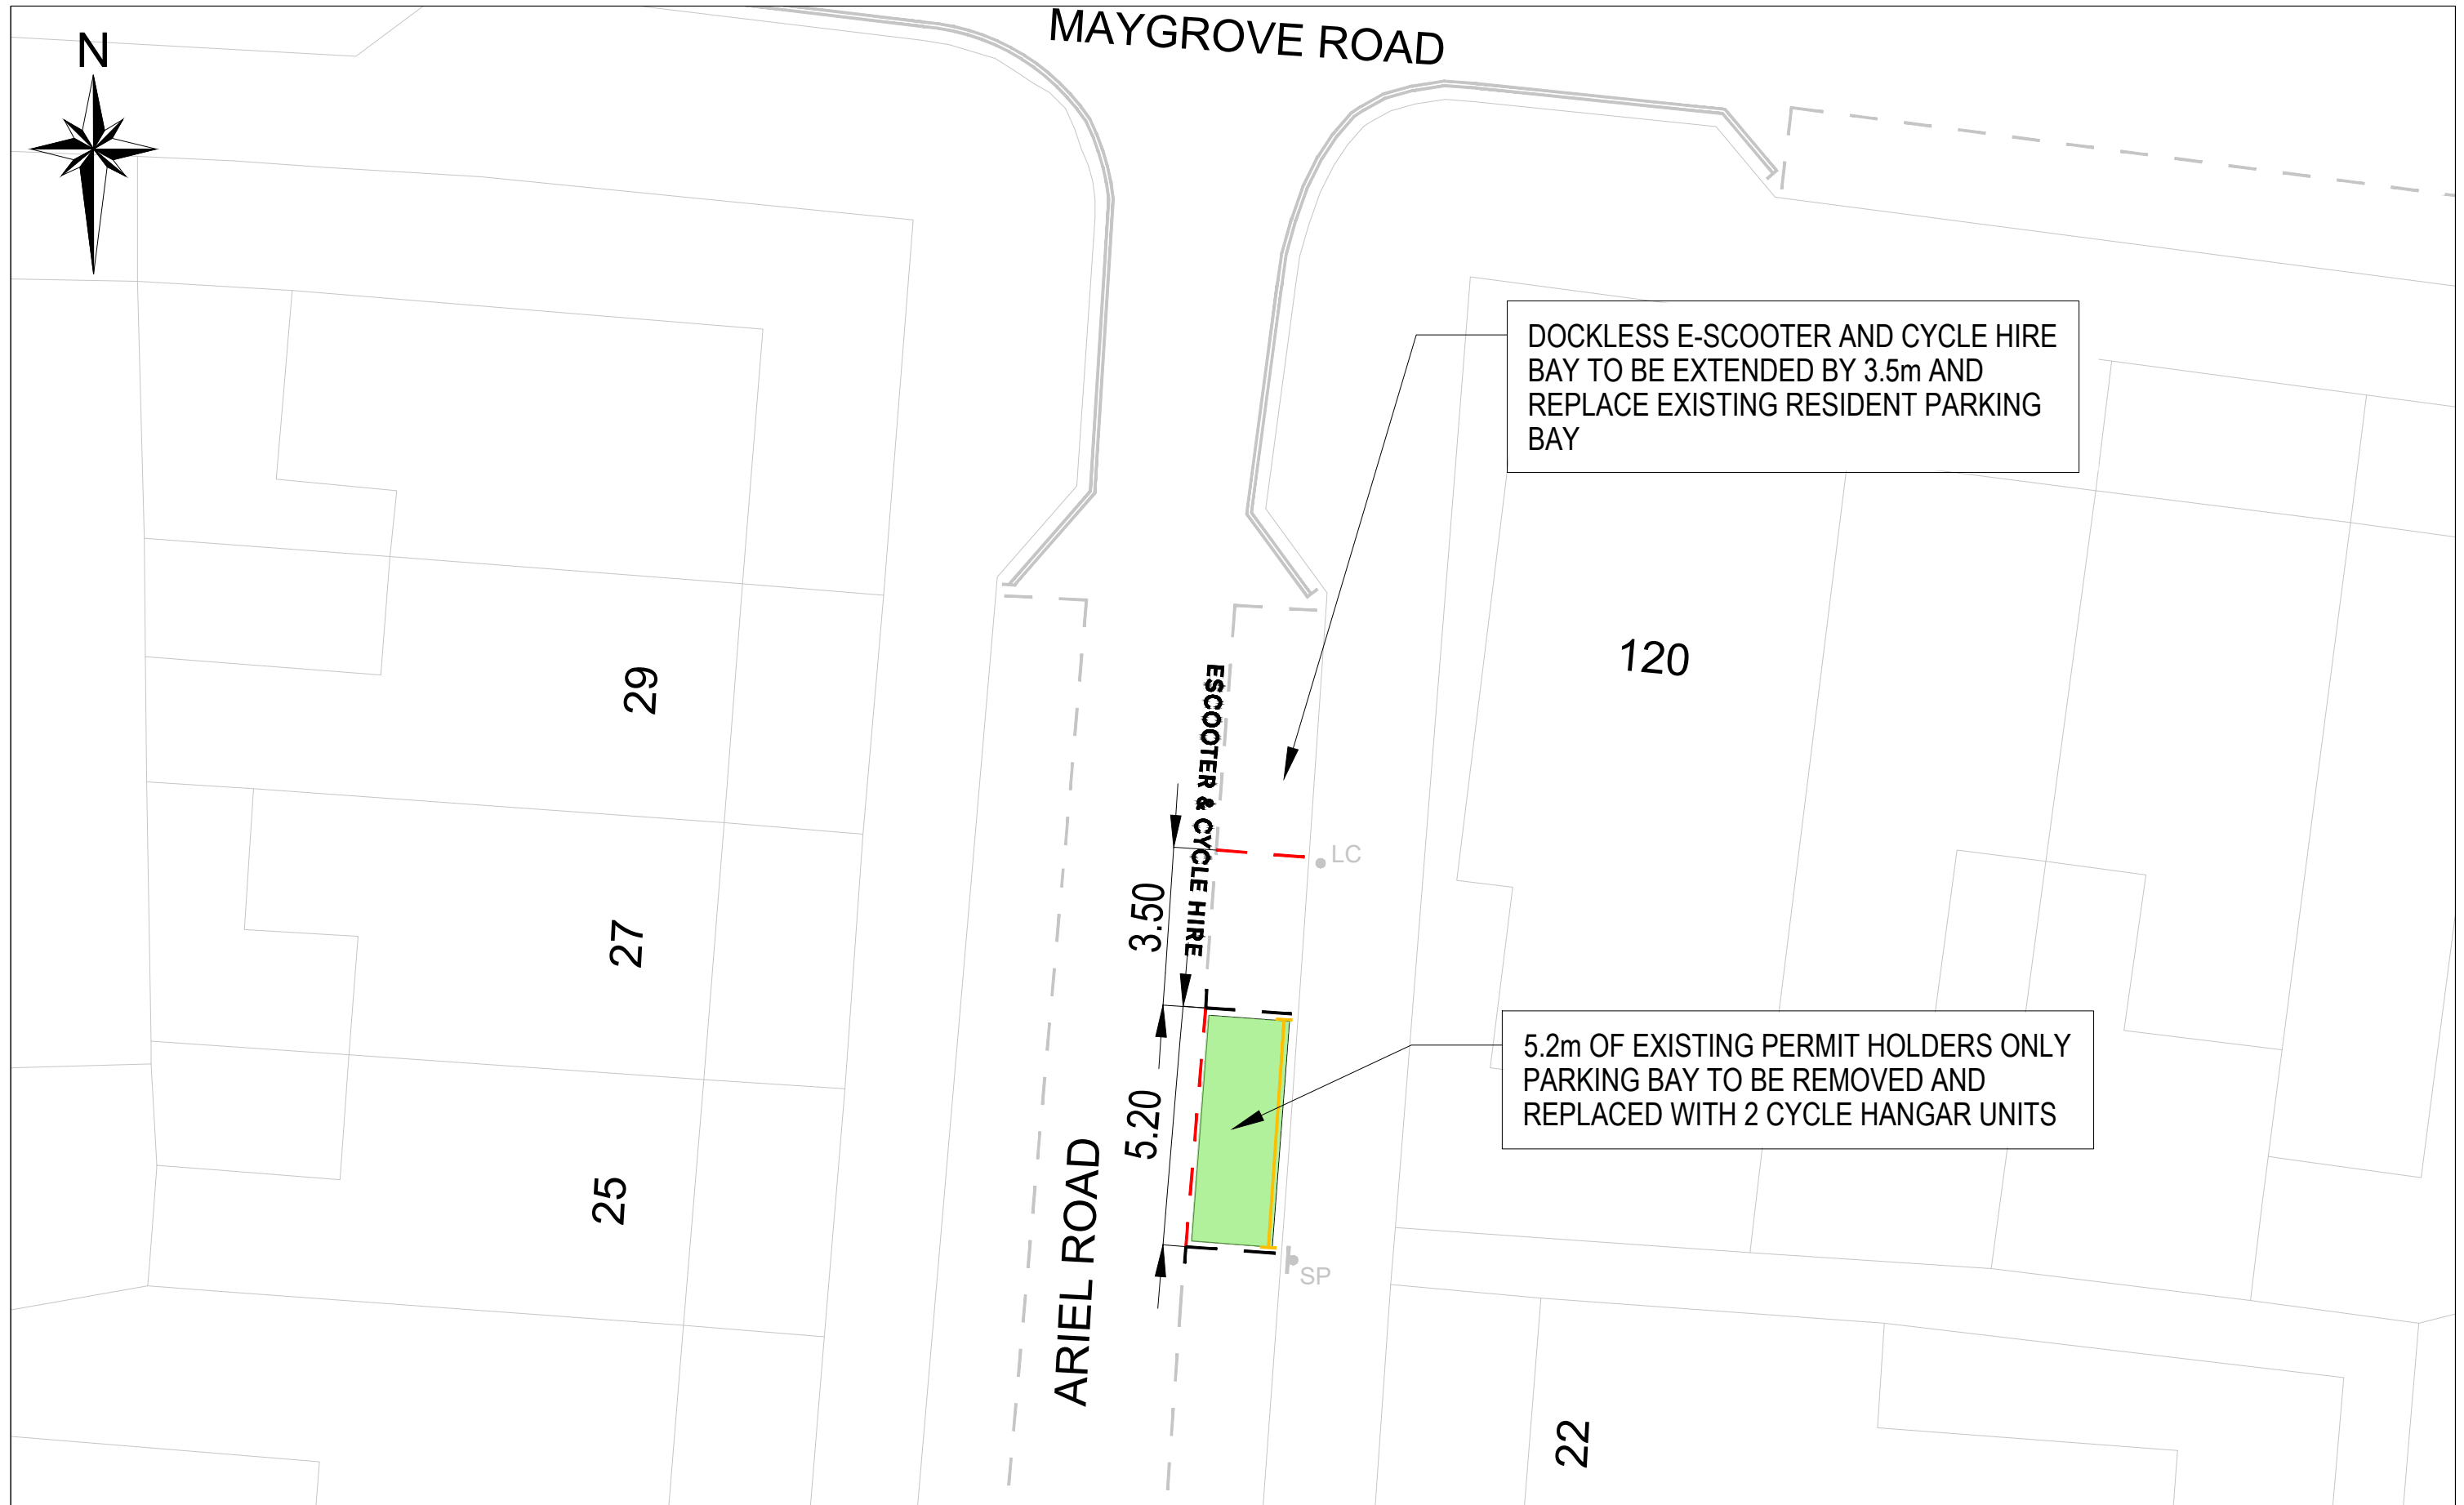 MAYGROVE ROAD
N
DOCKLESS E-SCOOTER AND CYCLE HIRE
BAY TO BE EXTENDED BY 3.5m AND
REPLACE EXISTING RESIDENT PARKING
BAY
120
29
ESCOOTER & CYCLE HIRE
LC
3.50
27
5.2m OF EXISTING PERMIT HOLDERS ONLY
PARKING BAY TO BE REMOVED AND
REPLACED WITH 2 CYCLE HANGAR UNITS
5.20
25
ARIEL ROAD
SP
22